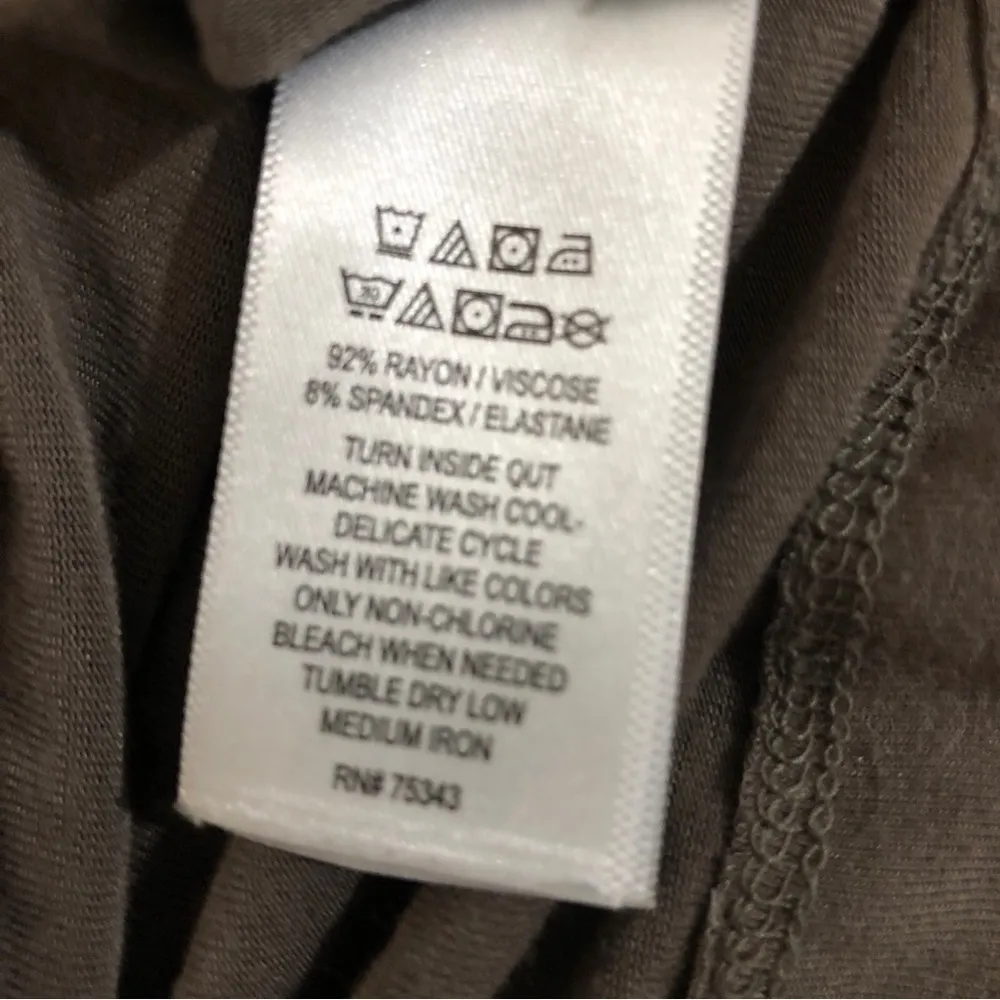 30
92% RAYON / VISCOSE
8% SPANDEX / ELASTANE
TURN INSIDE OUT
MACHINE WASH COOL-
DELICATE CYCLE
WASH WITH LIKE COLORS
ONLY NON-CHLORINE
BLEACH WHEN NEEDED
TUMBLE DRY LOW
MEDIUM IRON
RN# 75343